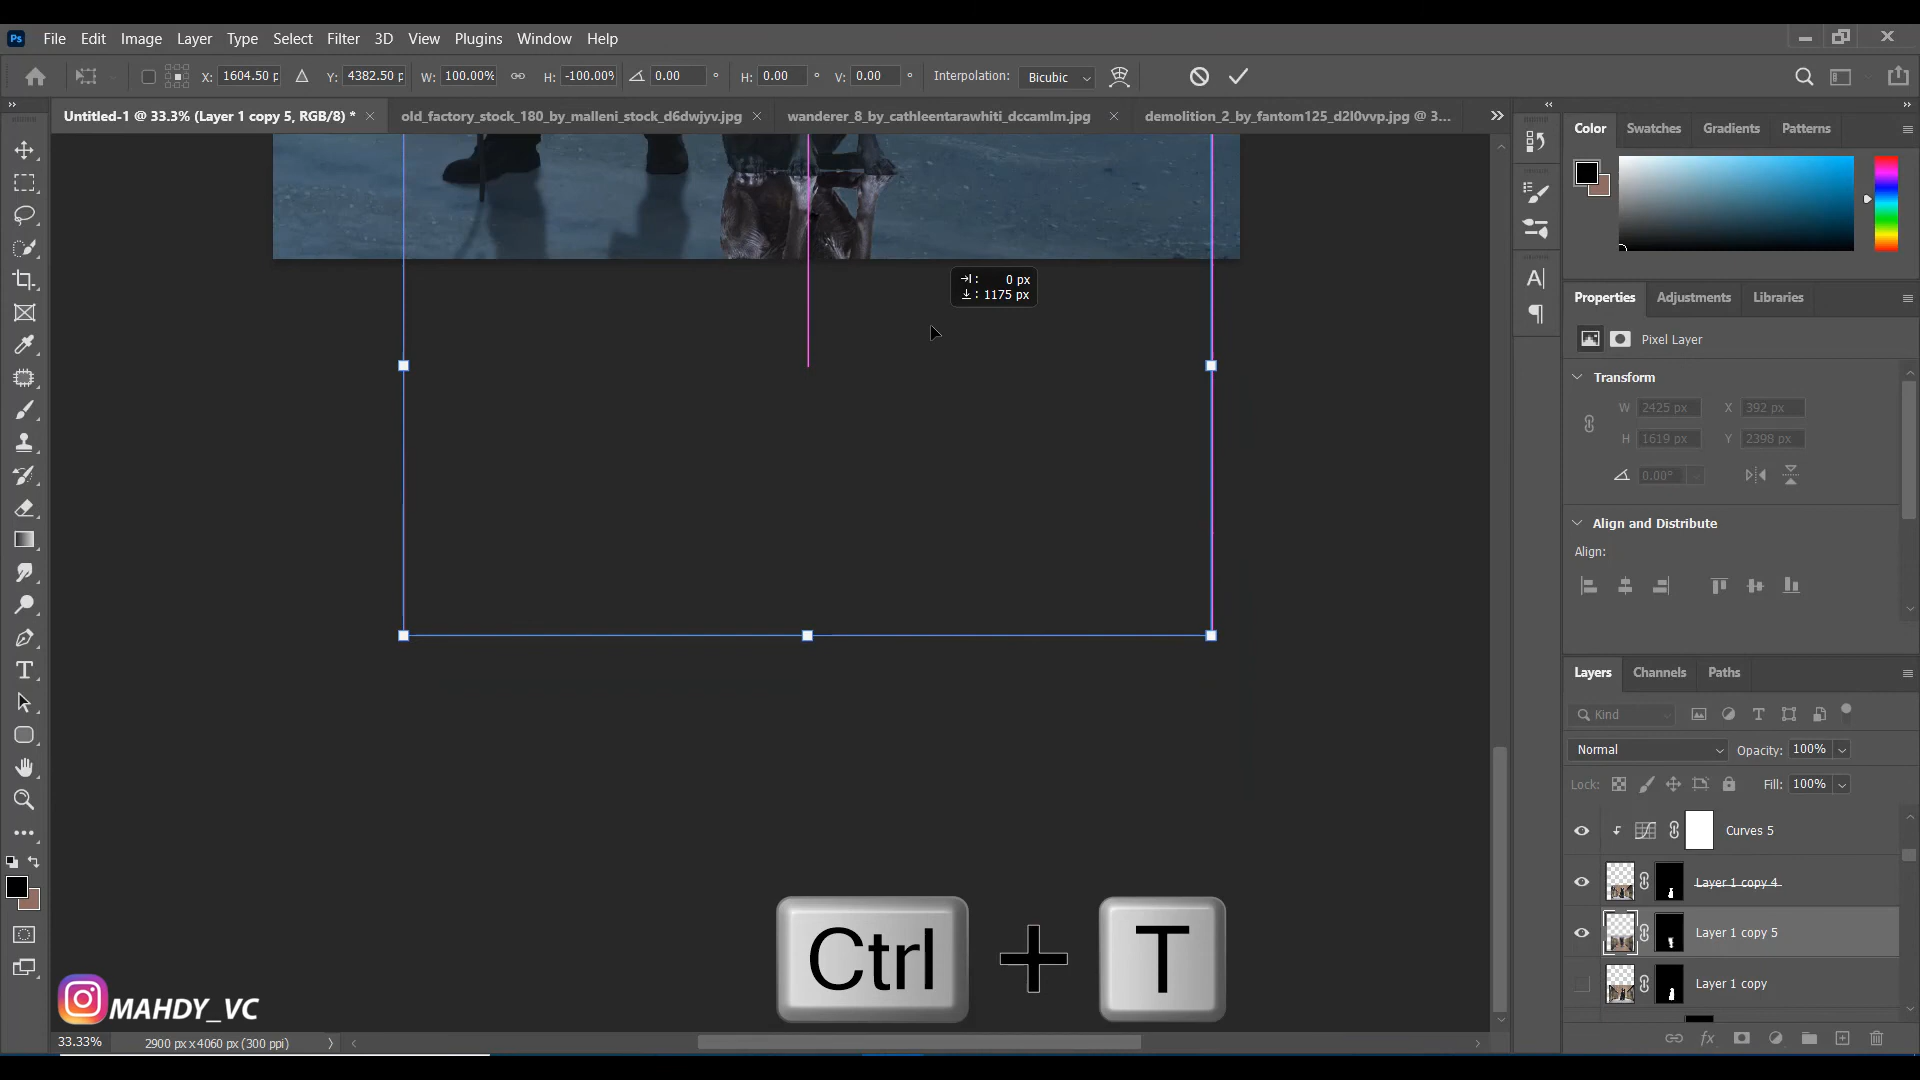 Ps File Edit Image Layer Type Select Filter 3D View Plugins Window Help
X: 1604.50 p Y: 4382.50 p W: 100.00% H: -100.00% 0.00 ° H: 0.00 ° V: 0.00 ° Interpolation: Bicubic
Untitled-1 @ 33.3% (Layer 1 copy 5, RGB/8) * × old_factory_stock_180_by_malleni_stock_d6dwjyv.jpg × wanderer_8_by_cathleentarawhiti_dccamlm.jpg × demolition_2_by_fantom125_d2l0vvp.jpg @ 3...
Color Swatches Gradients Patterns
: 0 px
: 1175 px
Properties Adjustments Libraries
Pixel Layer
Transform
W 2425 px X 392 px
H 1619 px Y 2398 px
0.00°
Align and Distribute
Align:
Layers Channels Paths
Kind
Normal Opacity: 100%
Lock: Fill: 100%
Curves 5
Layer 1 copy 4
Layer 1 copy 5
Layer 1 copy
Ctrl + T
MAHDY_VC
33.33% 2900 px x 4060 px (300 ppi)